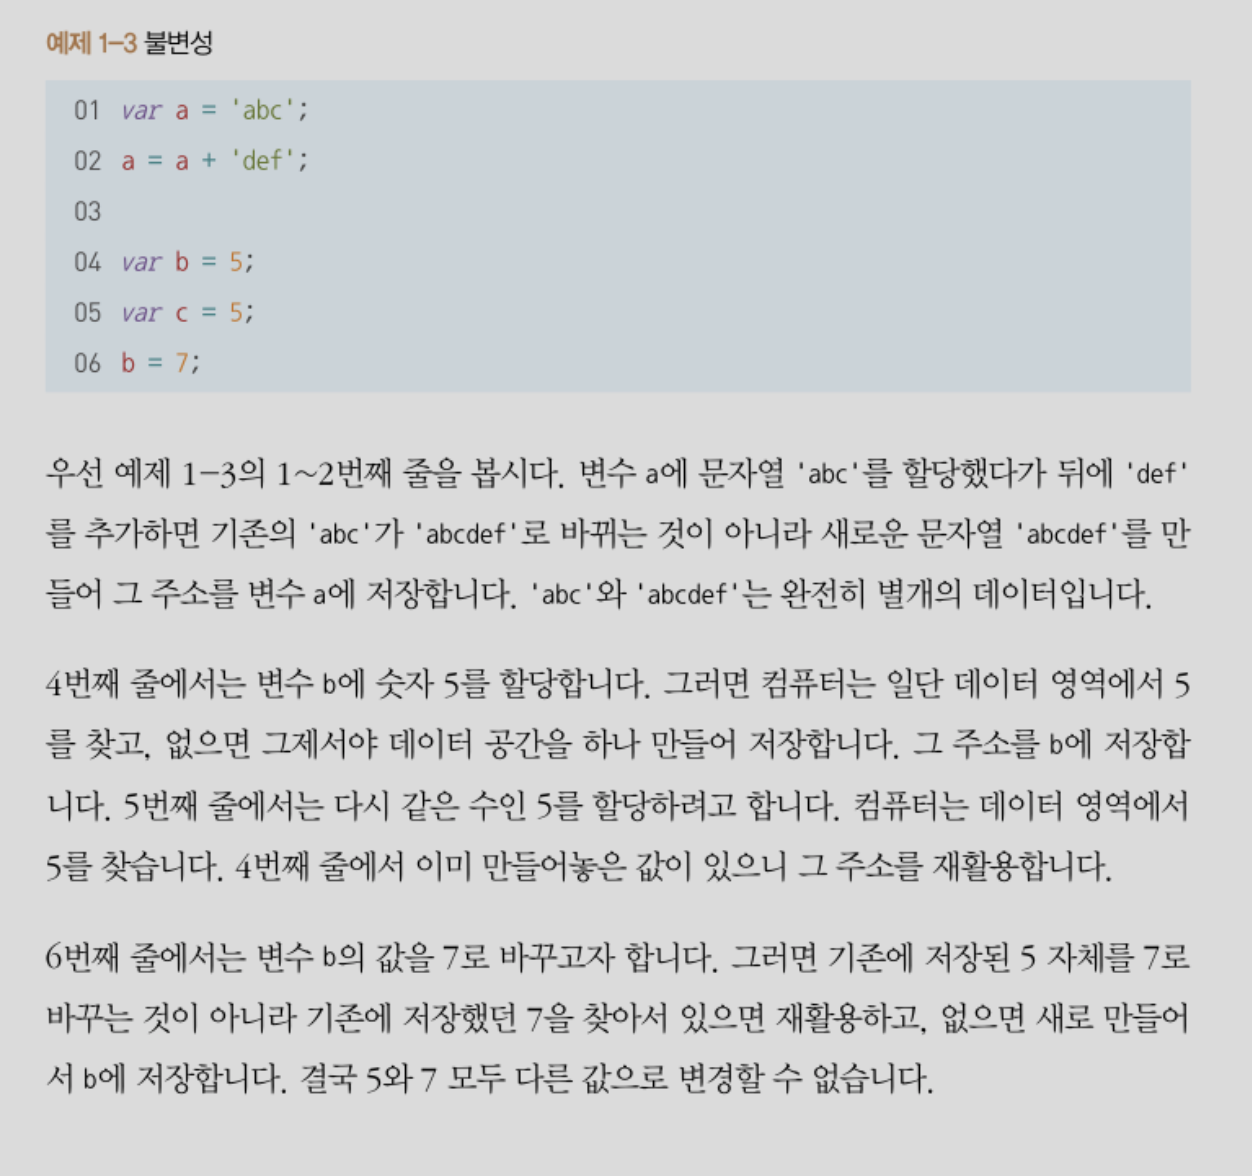 예제 1-3 불변성
01 var a = 'abc';
02 a = a + 'def';
03
04 var b = 5;
05 var c = 5;
06 b = 7;
우선 예제 1-3의 1~2번째 줄을 봅시다. 변수 a에 문자열 'abc'를 할당했다가 뒤에 'def'
를 추가하면 기존의 'abc'가 'abcdef'로 바뀌는 것이 아니라 새로운 문자열 'abcdef'를 만
들어 그 주소를 변수 a에 저장합니다. 'abc'와 'abcdef'는 완전히 별개의 데이터입니다.
4번째 줄에서는 변수 b에 숫자 5를 할당합니다. 그러면 컴퓨터는 일단 데이터 영역에서 5
를 찾고, 없으면 그제서야 데이터 공간을 하나 만들어 저장합니다. 그 주소를 b에 저장합
니다. 5번째 줄에서는 다시 같은 수인 5를 할당하려고 합니다. 컴퓨터는 데이터 영역에서
5를 찾습니다. 4번째 줄에서 이미 만들어놓은 값이 있으니 그 주소를 재활용합니다.
6번째 줄에서는 변수 b의 값을 7로 바꾸고자 합니다. 그러면 기존에 저장된 5 자체를 7로
바꾸는 것이 아니라 기존에 저장했던 7을 찾아서 있으면 재활용하고, 없으면 새로 만들어
서 b에 저장합니다. 결국 5와 7 모두 다른 값으로 변경할 수 없습니다.